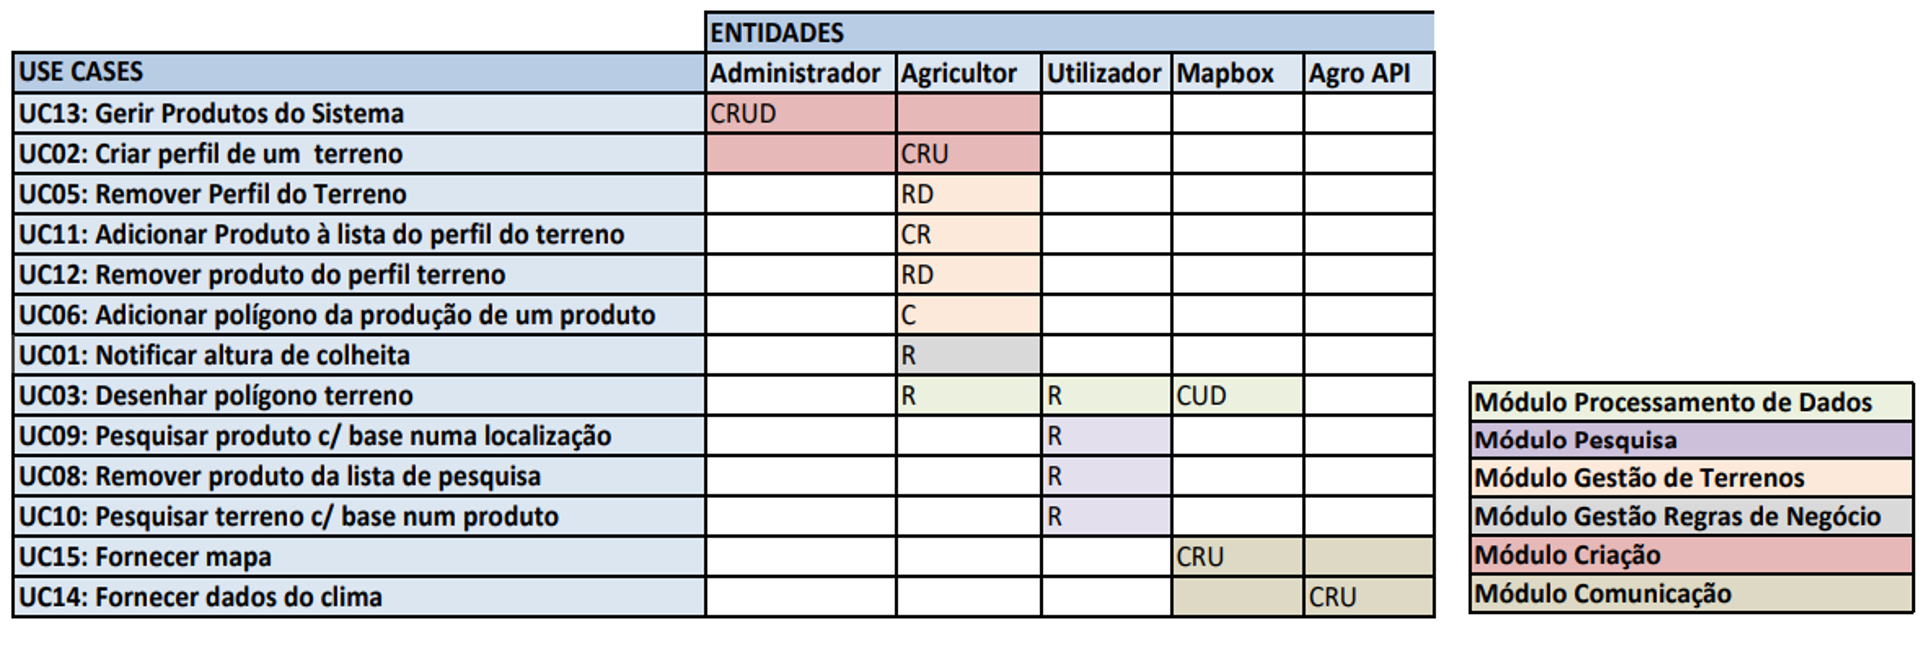 ENTIDADES
USE CASES Administrador Agricultor Utilizador Mapbox Agro API
UC13: Gerir Produtos do Sistema CRUD
UC02: Criar perfil de um terreno CRU
UC05: Remover Perfil do Terreno RD
UC11: Adicionar Produto à lista do perfil do terreno CR
UC12: Remover produto do perfil terreno RD
UC06: Adicionar polígono da produção de um produto C
UC01: Notificar altura de colheita R
UC03: Desenhar polígono terreno R R CUD
UC09: Pesquisar produto c/ base numa localização R
UC08: Remover produto da lista de pesquisa R
UC10: Pesquisar terreno c/ base num produto R
UC15: Fornecer mapa CRU
UC14: Fornecer dados do clima CRU
Módulo Processamento de Dados
Módulo Pesquisa
Módulo Gestão de Terrenos
Módulo Gestão Regras de Negócio
Módulo Criação
Módulo Comunicação